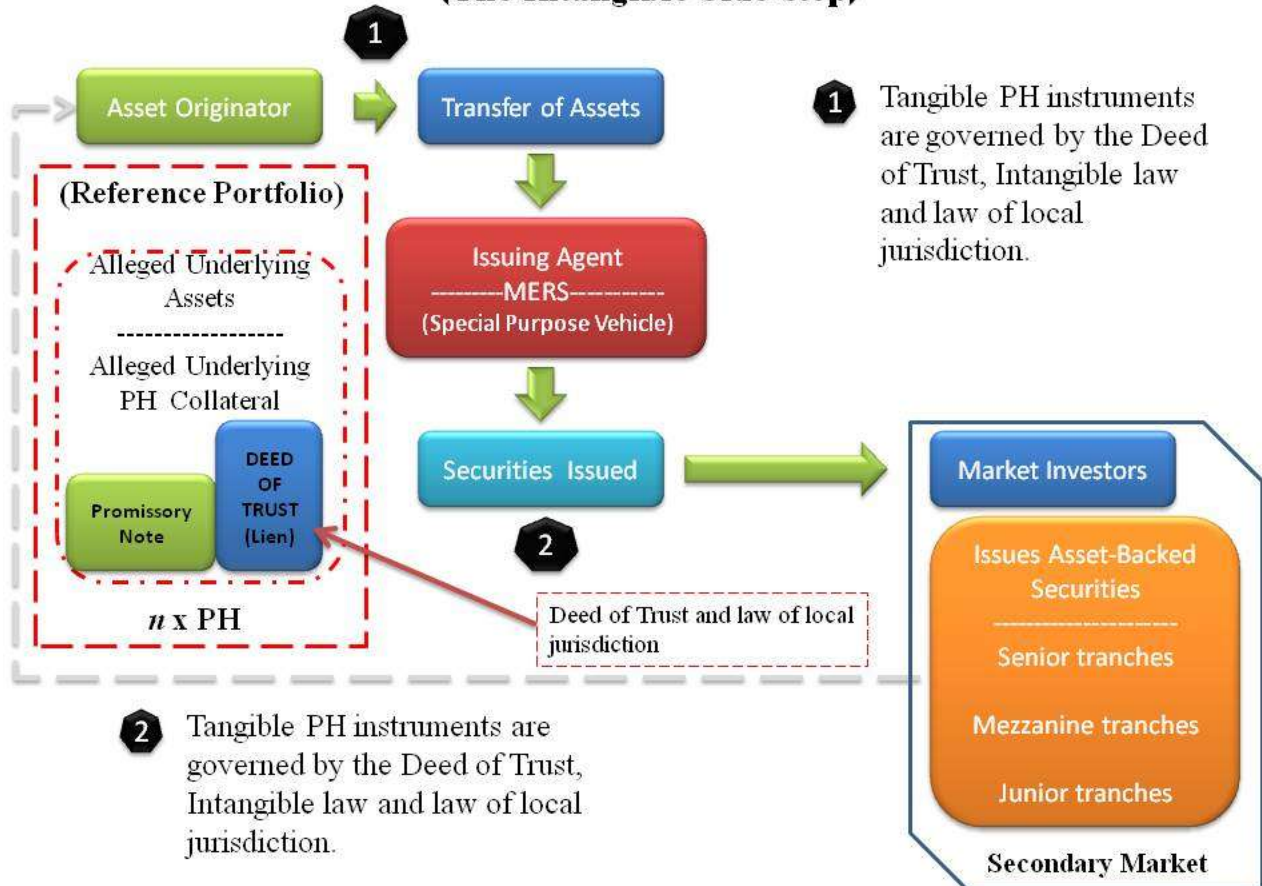 1
Asset Originator
Transfer of Assets
1
Tangible PH instruments
are governed by the Deed
of Trust, Intangible law
and law of local
jurisdiction.
(Reference Portfolio)
Alleged Underlying
Assets
------------------
Alleged Underlying
PH Collateral
Promissory
Note
DEED
OF
TRUST
(Lien)
n x PH
Issuing Agent
---------MERS------------
(Special Purpose Vehicle)
Securities Issued
2
Deed of Trust and law of local
jurisdiction
Market Investors
Issues Asset-Backed
Securities
----------------------
Senior tranches
Mezzanine tranches
Junior tranches
Secondary Market
2
Tangible PH instruments are
governed by the Deed of Trust,
Intangible law and law of local
jurisdiction.